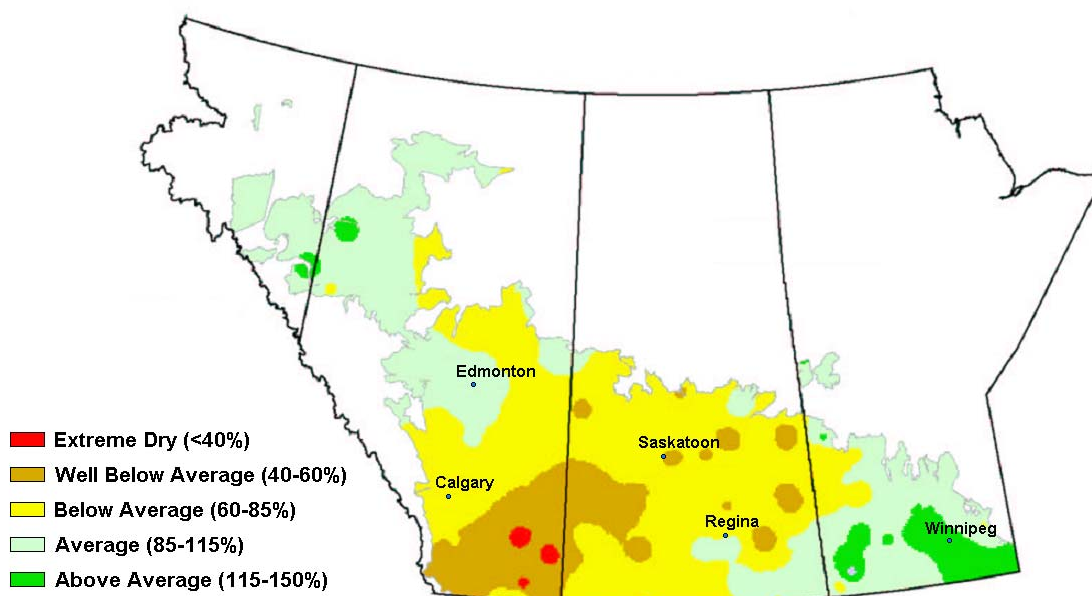 Edmonton
Extreme Dry (<40%)
Saskatoon
Well Below Average (40-60%)
Calgary
Below Average (60-85%)
Regina
Winnipeg
Average (85-115%)
Above Average (115-150%)